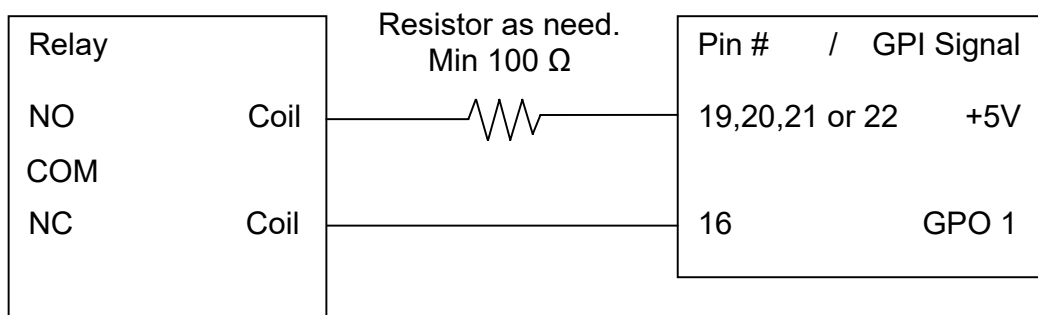 Resistor as need.
Min 100 Ω
Relay
NO Coil
COM
NC Coil
Pin # / GPI Signal
19,20,21 or 22 +5V
16 GPO 1